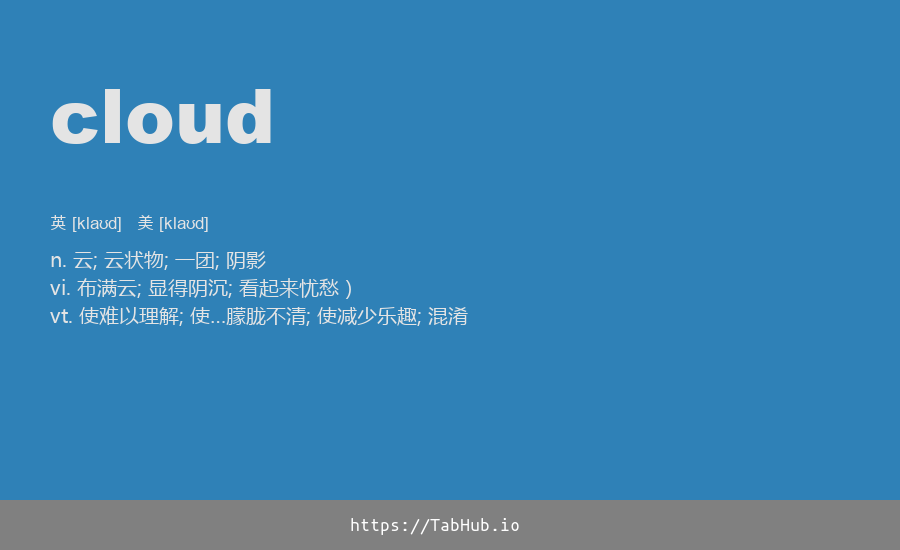 cloud
英 [klaʊd] 美 [klaʊd]
n. 云; 云状物; 一团; 阴影
vi. 布满云; 显得阴沉; 看起来忧愁 )
vt. 使难以理解; 使...朦胧不清; 使减少乐趣; 混淆
https://TabHub.io